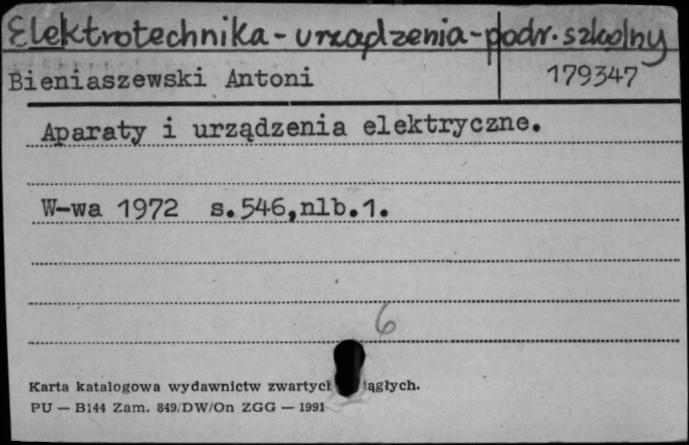 Elektrotechnika - urządzenia - podr. szkolny
Bieniaszewski Antoni 179347
Aparaty i urządzenia elektryczne.
W-wa 1972 s.546,nlb.1.
6
Karta katalogowa wydawnictw zwartych ągłych.
PU — B144 Zam. 849/DW/On ZGG — 1991